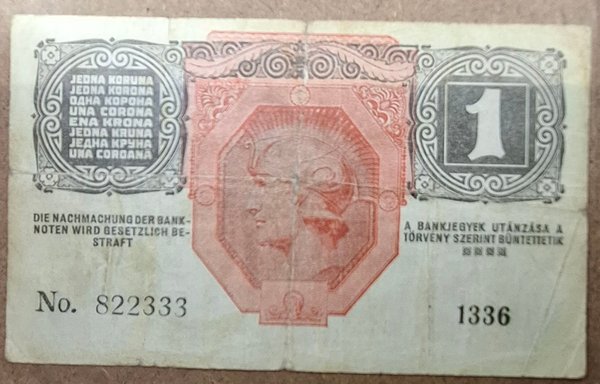 JEDNA KORUNA
JEDNA KORONA
ОДНА КОРОНА
UNA CORONA
ENA KRONA
JEDNA KRUNA
ЈЕДНА КРУНА
UNA COROANA
1
DIE NACHMACHUNG DER BANK-
NOTEN WIRD GESETZLICH BE-
STRAFT
A BANKJEGYEK UTÁNZÁSA A
TÖRVÉNY SZERINT BÜNTETTETIK
No. 822333
1336